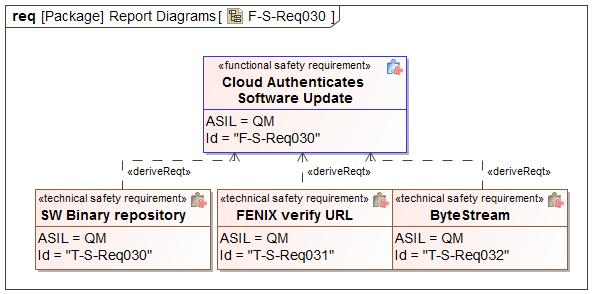 req [Package] Report Diagrams[ F-S-Req030 ]
«functional safety requirement»
Cloud Authenticates
Software Update
ASIL = QM
Id = "F-S-Req030"
«deriveReqt» «deriveReqt» «deriveReqt»
«technical safety requirement» «technical safety requirement» «technical safety requirement»
SW Binary repository FENIX verify URL ByteStream
ASIL = QM ASIL = QM ASIL = QM
Id = "T-S-Req030" Id = "T-S-Req031" Id = "T-S-Req032"